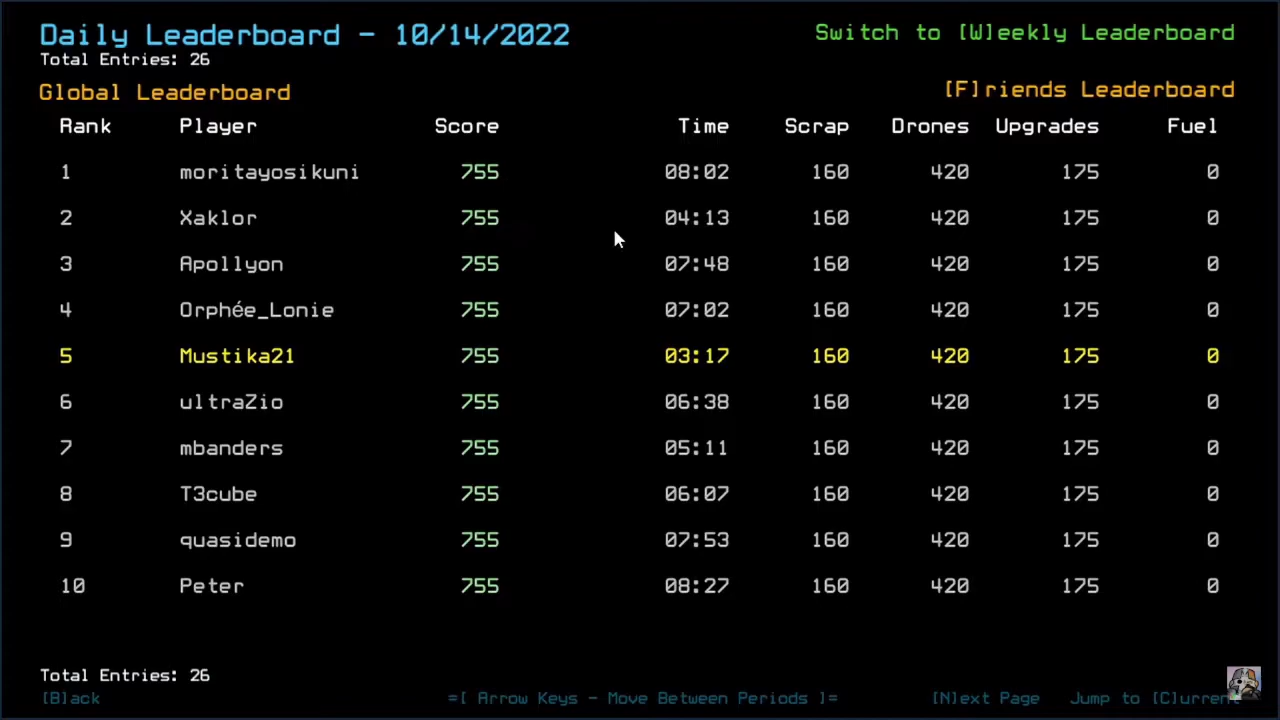 Daily Leaderboard - 10/14/2022 Switch to [W]eekly Leaderboard
Total Entries: 26
Global Leaderboard [F]riends Leaderboard
Rank Player Score Time Scrap Drones Upgrades Fuel
1 moritayosikuni 755 08:02 160 420 175 0
2 Xaklor 755 04:13 160 420 175 0
3 Apollyon 755 07:48 160 420 175 0
4 Orphée_Lonie 755 07:02 160 420 175 0
5 Mustika21 755 03:17 160 420 175 0
6 ultraZio 755 06:38 160 420 175 0
7 mbanders 755 05:11 160 420 175 0
8 T3cube 755 06:07 160 420 175 0
9 quasidemo 755 07:53 160 420 175 0
10 Peter 755 08:27 160 420 175 0
Total Entries: 26
[B]ack =[ Arrow Keys - Move Between Periods ]= [N]ext Page Jump to [C]urrent